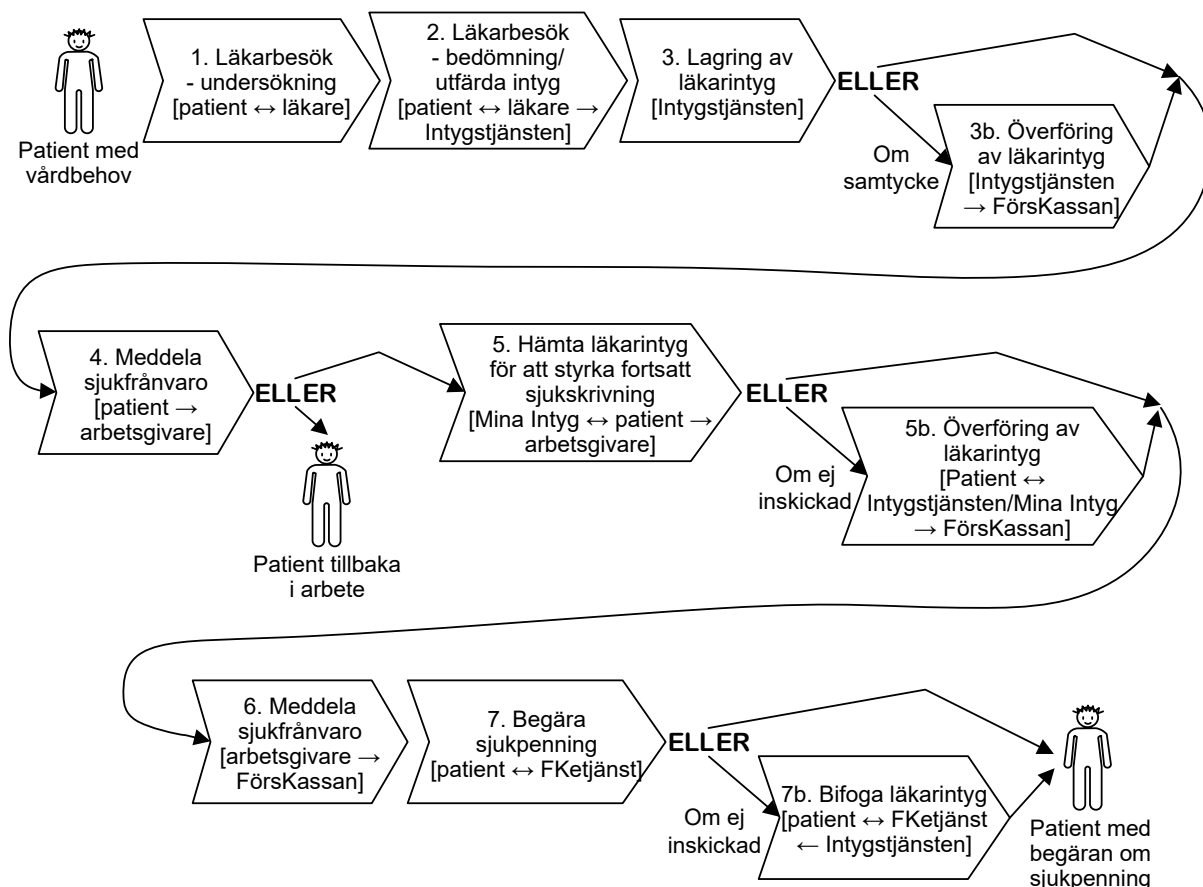 Patient med
vårdbehov
1. Läkarbesök
- undersökning
[patient ↔ läkare]
2. Läkarbesök
- bedömning/
utfärda intyg
[patient ↔ läkare →
Intygstjänsten]
3. Lagring av
läkarintyg
[Intygstjänsten]
ELLER
Om
samtycke
3b. Överföring
av läkarintyg
[Intygstjänsten
→ FörsKassan]
4. Meddela
sjukfrånvaro
[patient →
arbetsgivare]
ELLER
Patient tillbaka
i arbete
5. Hämta läkarintyg
för att styrka fortsatt
sjukskrivning
[Mina Intyg ↔ patient →
arbetsgivare]
ELLER
Om ej
inskickad
5b. Överföring av
läkarintyg
[Patient ↔
Intygstjänsten/Mina Intyg
→ FörsKassan]
6. Meddela
sjukfrånvaro
[arbetsgivare →
FörsKassan]
7. Begära
sjukpenning
[patient ↔ FKetjänst]
ELLER
Om ej
inskickad
7b. Bifoga läkarintyg
[patient ↔ FKetjänst
← Intygstjänsten]
Patient med
begäran om
sjukpenning